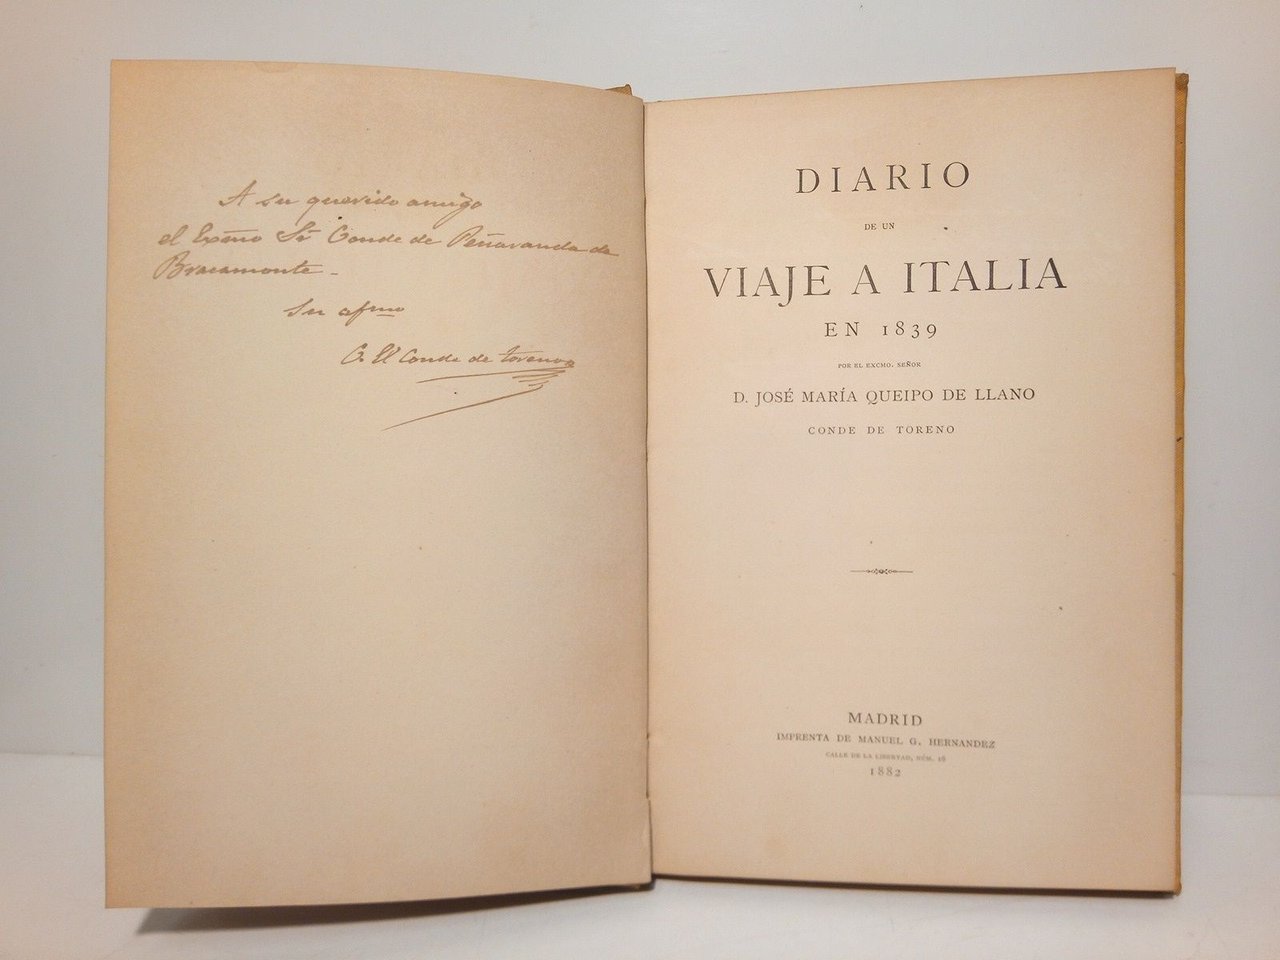 A su querido amigo
el Exmo Sr Conde de Peñaranda de
Bracamonte_
Su afmo
C. El Conde de Toreno
DIARIO
DE UN
VIAJE A ITALIA
EN 1839
POR EL EXCMO. SEÑOR
D. JOSÉ MARÍA QUEIPO DE LLANO
CONDE DE TORENO
MADRID
IMPRENTA DE MANUEL G. HERNANDEZ
CALLE DE LA LIBERTAD, NÚM. 16
1882